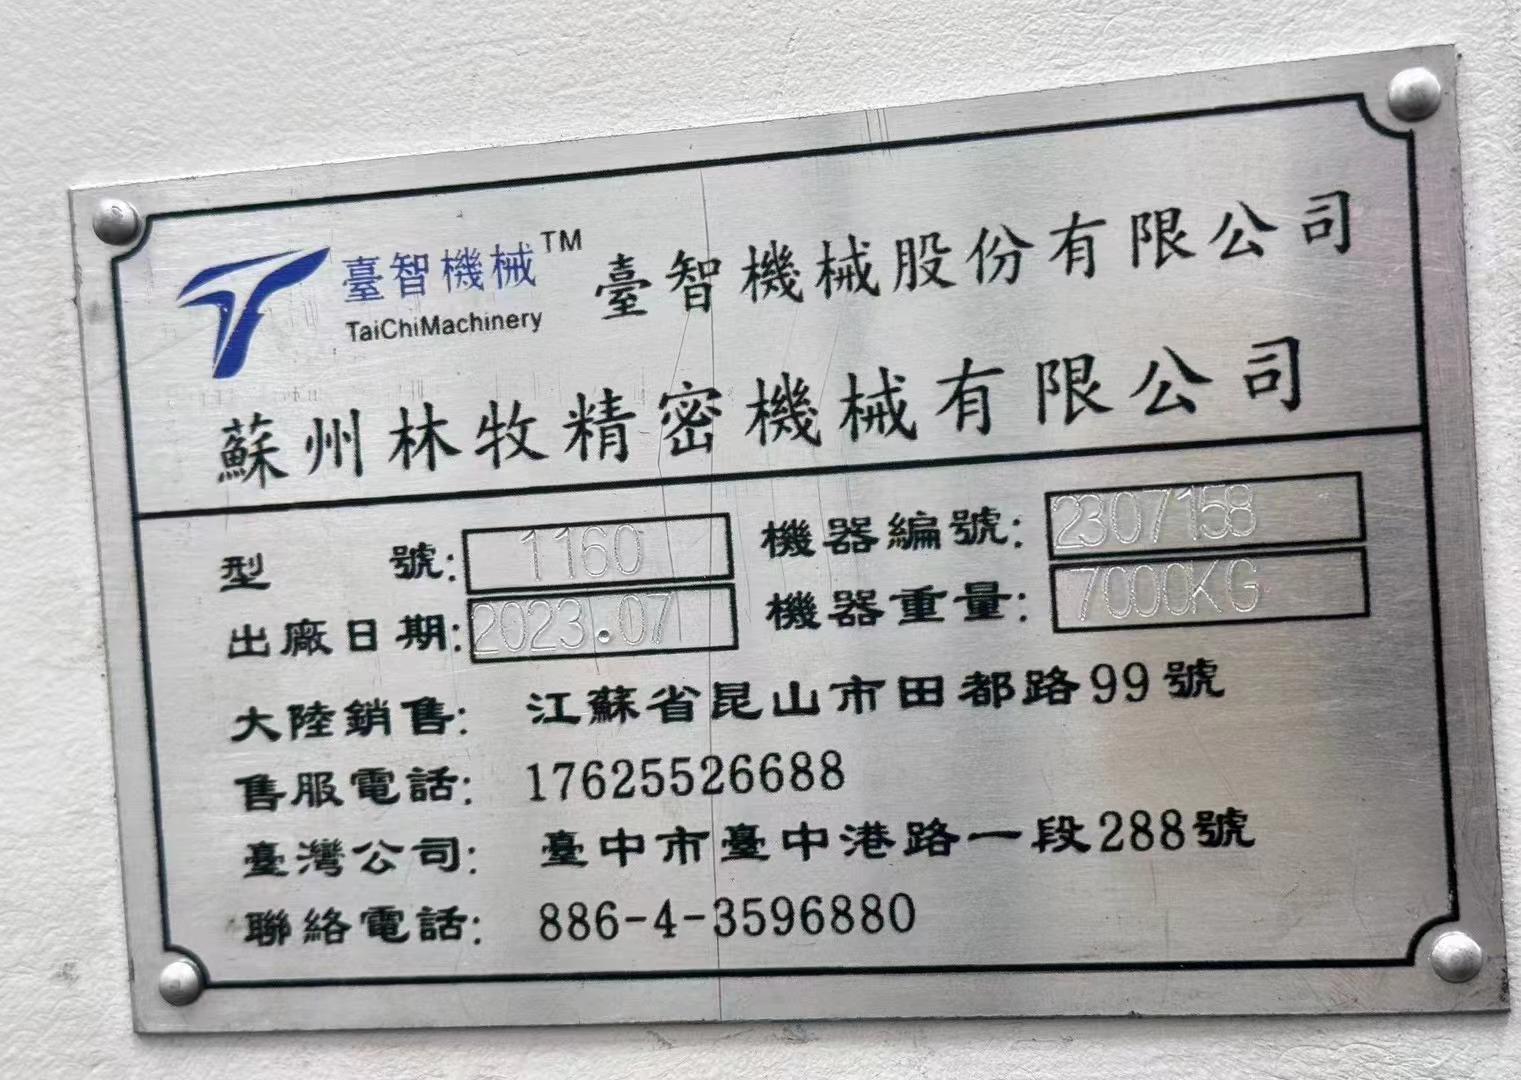 臺智機械™ 臺智機械股份有限公司
TaiChiMachinery
蘇州林牧精密機械有限公司
型 號: 1160 機器編號: 2307158
出廠日期: 2023.07 機器重量: 7000KG
大陸銷售: 江蘇省昆山市田都路99號
售服電話: 17625526688
臺灣公司: 臺中市臺中港路一段288號
聯絡電話: 886-4-3596880